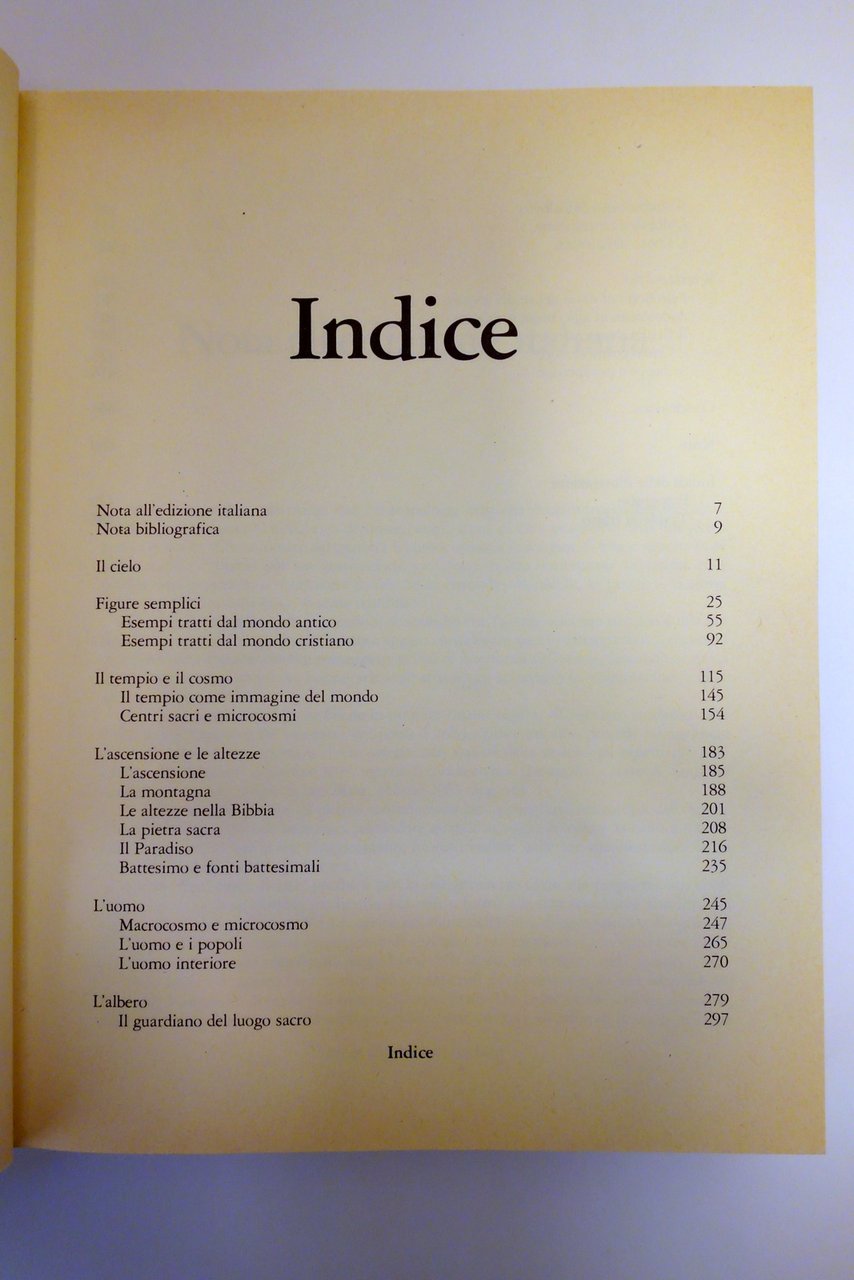 Indice
Nota all'edizione italiana 7
Nota bibliografica 9
Il cielo 11
Figure semplici 25
Esempi tratti dal mondo antico 55
Esempi tratti dal mondo cristiano 92
Il tempio e il cosmo 115
Il tempio come immagine del mondo 145
Centri sacri e microcosmi 154
L'ascensione e le altezze 183
L'ascensione 185
La montagna 188
Le altezze nella Bibbia 201
La pietra sacra 208
Il Paradiso 216
Battesimo e fonti battesimali 235
L'uomo 245
Macrocosmo e microcosmo 247
L'uomo e i popoli 265
L'uomo interiore 270
L'albero 279
Il guardiano del luogo sacro 297
Indice